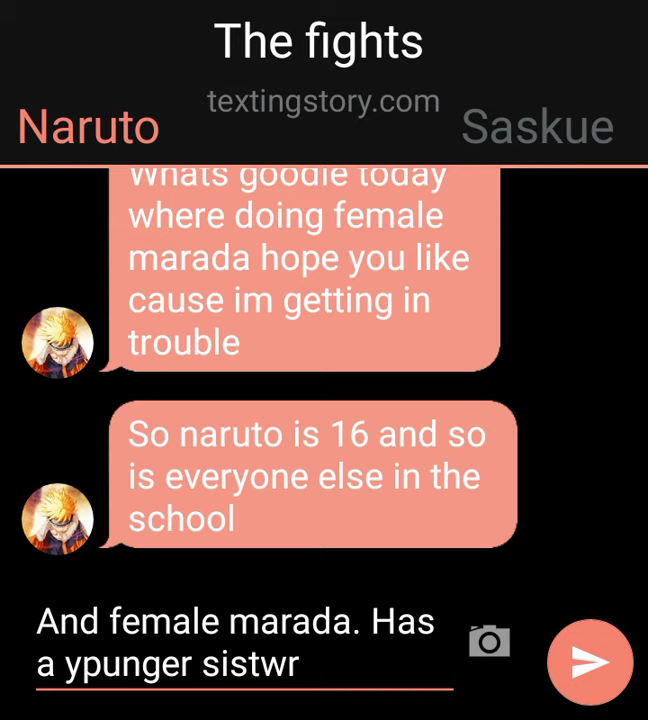 The fights
textingstory.com
Naruto
Saskue
Whats goodie today
where doing female
marada hope you like
cause im getting in
trouble
So naruto is 16 and so
is everyone else in the
school
And female marada. Has
a ypunger sistwr